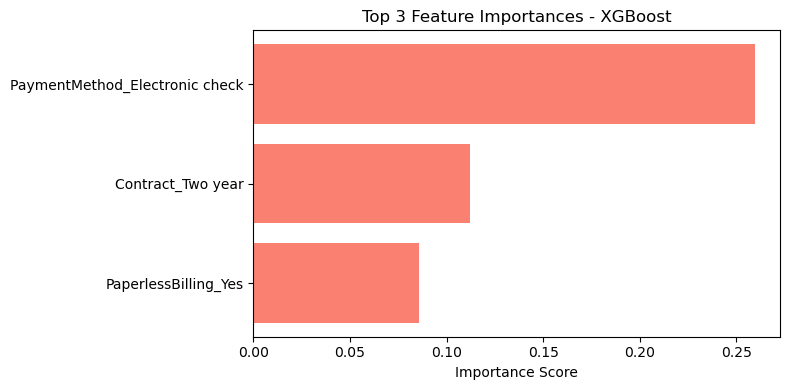 Top 3 Feature Importances - XGBoost
PaymentMethod_Electronic check
Contract_Two year
PaperlessBilling_Yes
0.00 0.05 0.10 0.15 0.20 0.25
Importance Score